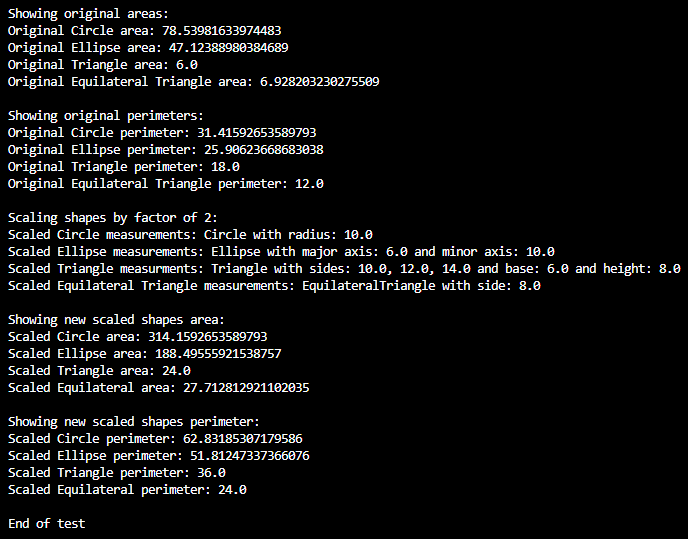 Showing original areas:
Original Circle area: 78.53981633974483
Original Ellipse area: 47.12388980384689
Original Triangle area: 6.0
Original Equilateral Triangle area: 6.928203230275509
Showing original perimeters:
Original Circle perimeter: 31.41592653589793
Original Ellipse perimeter: 25.90623668683038
Original Triangle perimeter: 18.0
Original Equilateral Triangle perimeter: 12.0
Scaling shapes by factor of 2:
Scaled Circle measurements: Circle with radius: 10.0
Scaled Ellipse measurements: Ellipse with major axis: 6.0 and minor axis: 10.0
Scaled Triangle measurments: Triangle with sides: 10.0, 12.0, 14.0 and base: 6.0 and height: 8.0
Scaled Equilateral Triangle measurements: EquilateralTriangle with side: 8.0
Showing new scaled shapes area:
Scaled Circle area: 314.1592653589793
Scaled Ellipse area: 188.49555921538757
Scaled Triangle area: 24.0
Scaled Equilateral area: 27.712812921102035
Showing new scaled shapes perimeter:
Scaled Circle perimeter: 62.83185307179586
Scaled Ellipse perimeter: 51.81247337366076
Scaled Triangle perimeter: 36.0
Scaled Equilateral perimeter: 24.0
End of test